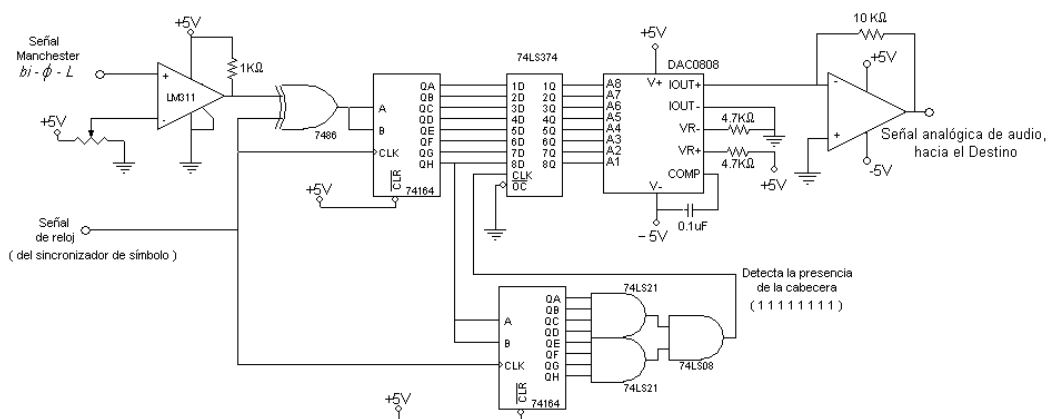 Señal
Manchester
bi - ϕ - L
+5V
LM311
+
-
1KΩ
+5V
7486
A
B
CLK
CLR
74164
QA
QB
QC
QD
QE
QF
QG
QH
+5V
74LS374
1D
2D
3D
4D
5D
6D
7D
8D
CLK
OC
1Q
2Q
3Q
4Q
5Q
6Q
7Q
8Q
+5V
DAC0808
V+
A8
A7
A6
A5
A4
A3
A2
A1
IOUT+
IOUT-
VR-
VR+
COMP
V-
4.7KΩ
4.7KΩ
+5V
- 5V
0.1uF
10 KΩ
+5V
-
+
-5V
Señal analógica de audio,
hacia el Destino
Señal
de reloj
( del sincronizador de símbolo )
Detecta la presencia
de la cabecera
( 1 1 1 1 1 1 1 1 )
A
B
CLK
CLR
74164
QA
QB
QC
QD
QE
QF
QG
QH
+5V
74LS21
74LS21
74LS08